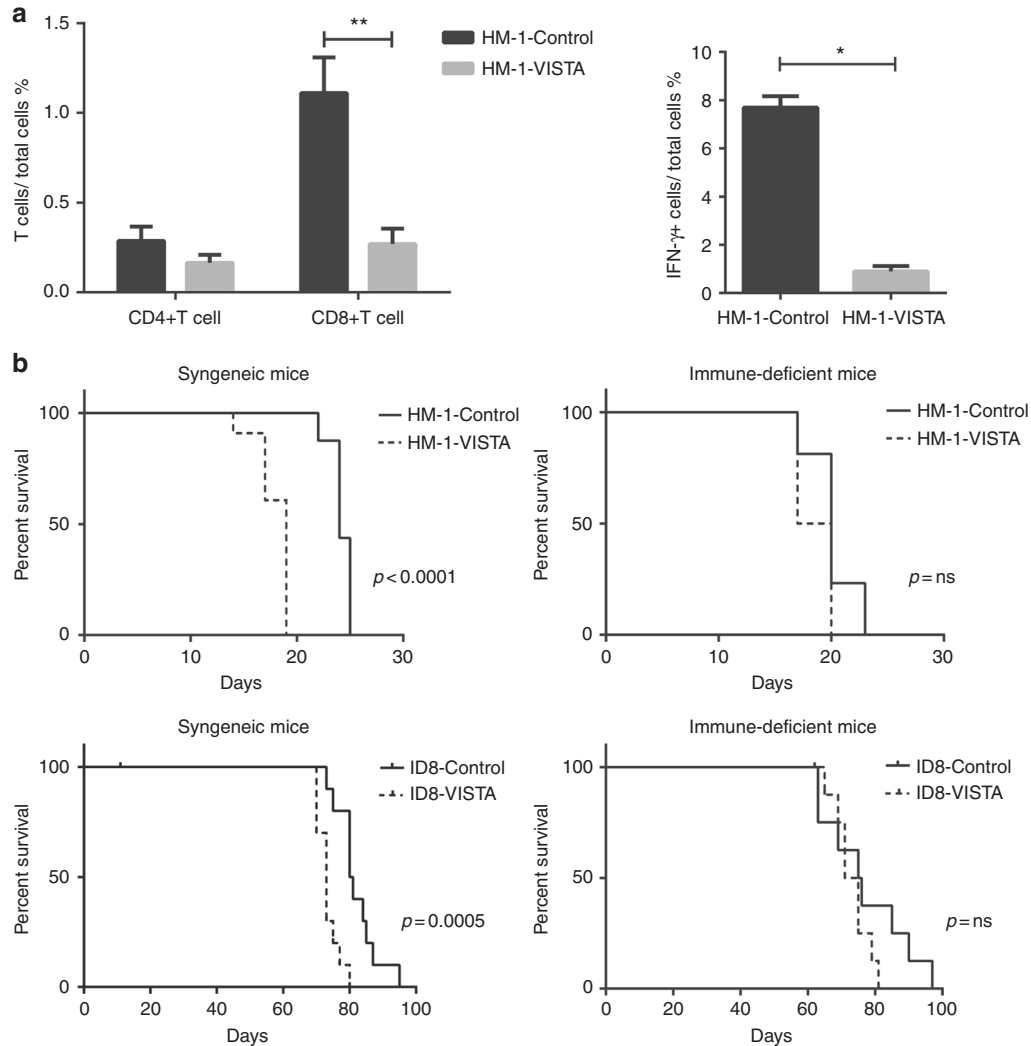 a
T cells/ total cells %
1.5
1.0
0.5
0.0
**
CD4+T cell
CD8+T cell
HM-1-Control
HM-1-VISTA
IFN-γ+ cells/ total cells %
10
8
6
4
2
0
*
HM-1-Control
HM-1-VISTA
b
Syngeneic mice
Percent survival
100
50
0
HM-1-Control
HM-1-VISTA
p < 0.0001
0
10
20
30
Days
Immune-deficient mice
Percent survival
100
50
0
HM-1-Control
HM-1-VISTA
p = ns
0
10
20
30
Days
Syngeneic mice
Percent survival
100
50
0
ID8-Control
ID8-VISTA
p = 0.0005
0
20
40
60
80
100
Days
Immune-deficient mice
Percent survival
100
50
0
ID8-Control
ID8-VISTA
p = ns
0
20
40
60
80
100
Days